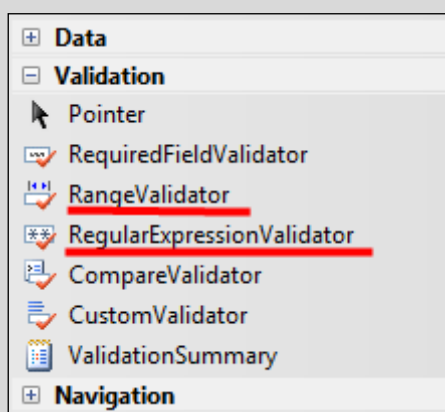 Data
Validation
Pointer
RequiredFieldValidator
RangeValidator
RegularExpressionValidator
CompareValidator
CustomValidator
ValidationSummary
Navigation